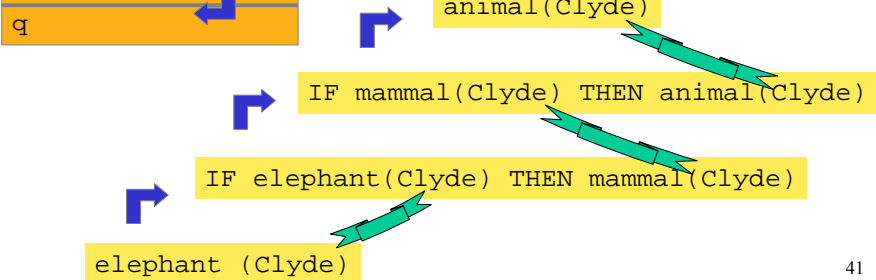 animal(Clyde)
q
IF mammal(Clyde) THEN animal(Clyde)
IF elephant(Clyde) THEN mammal(Clyde)
elephant (Clyde)
41